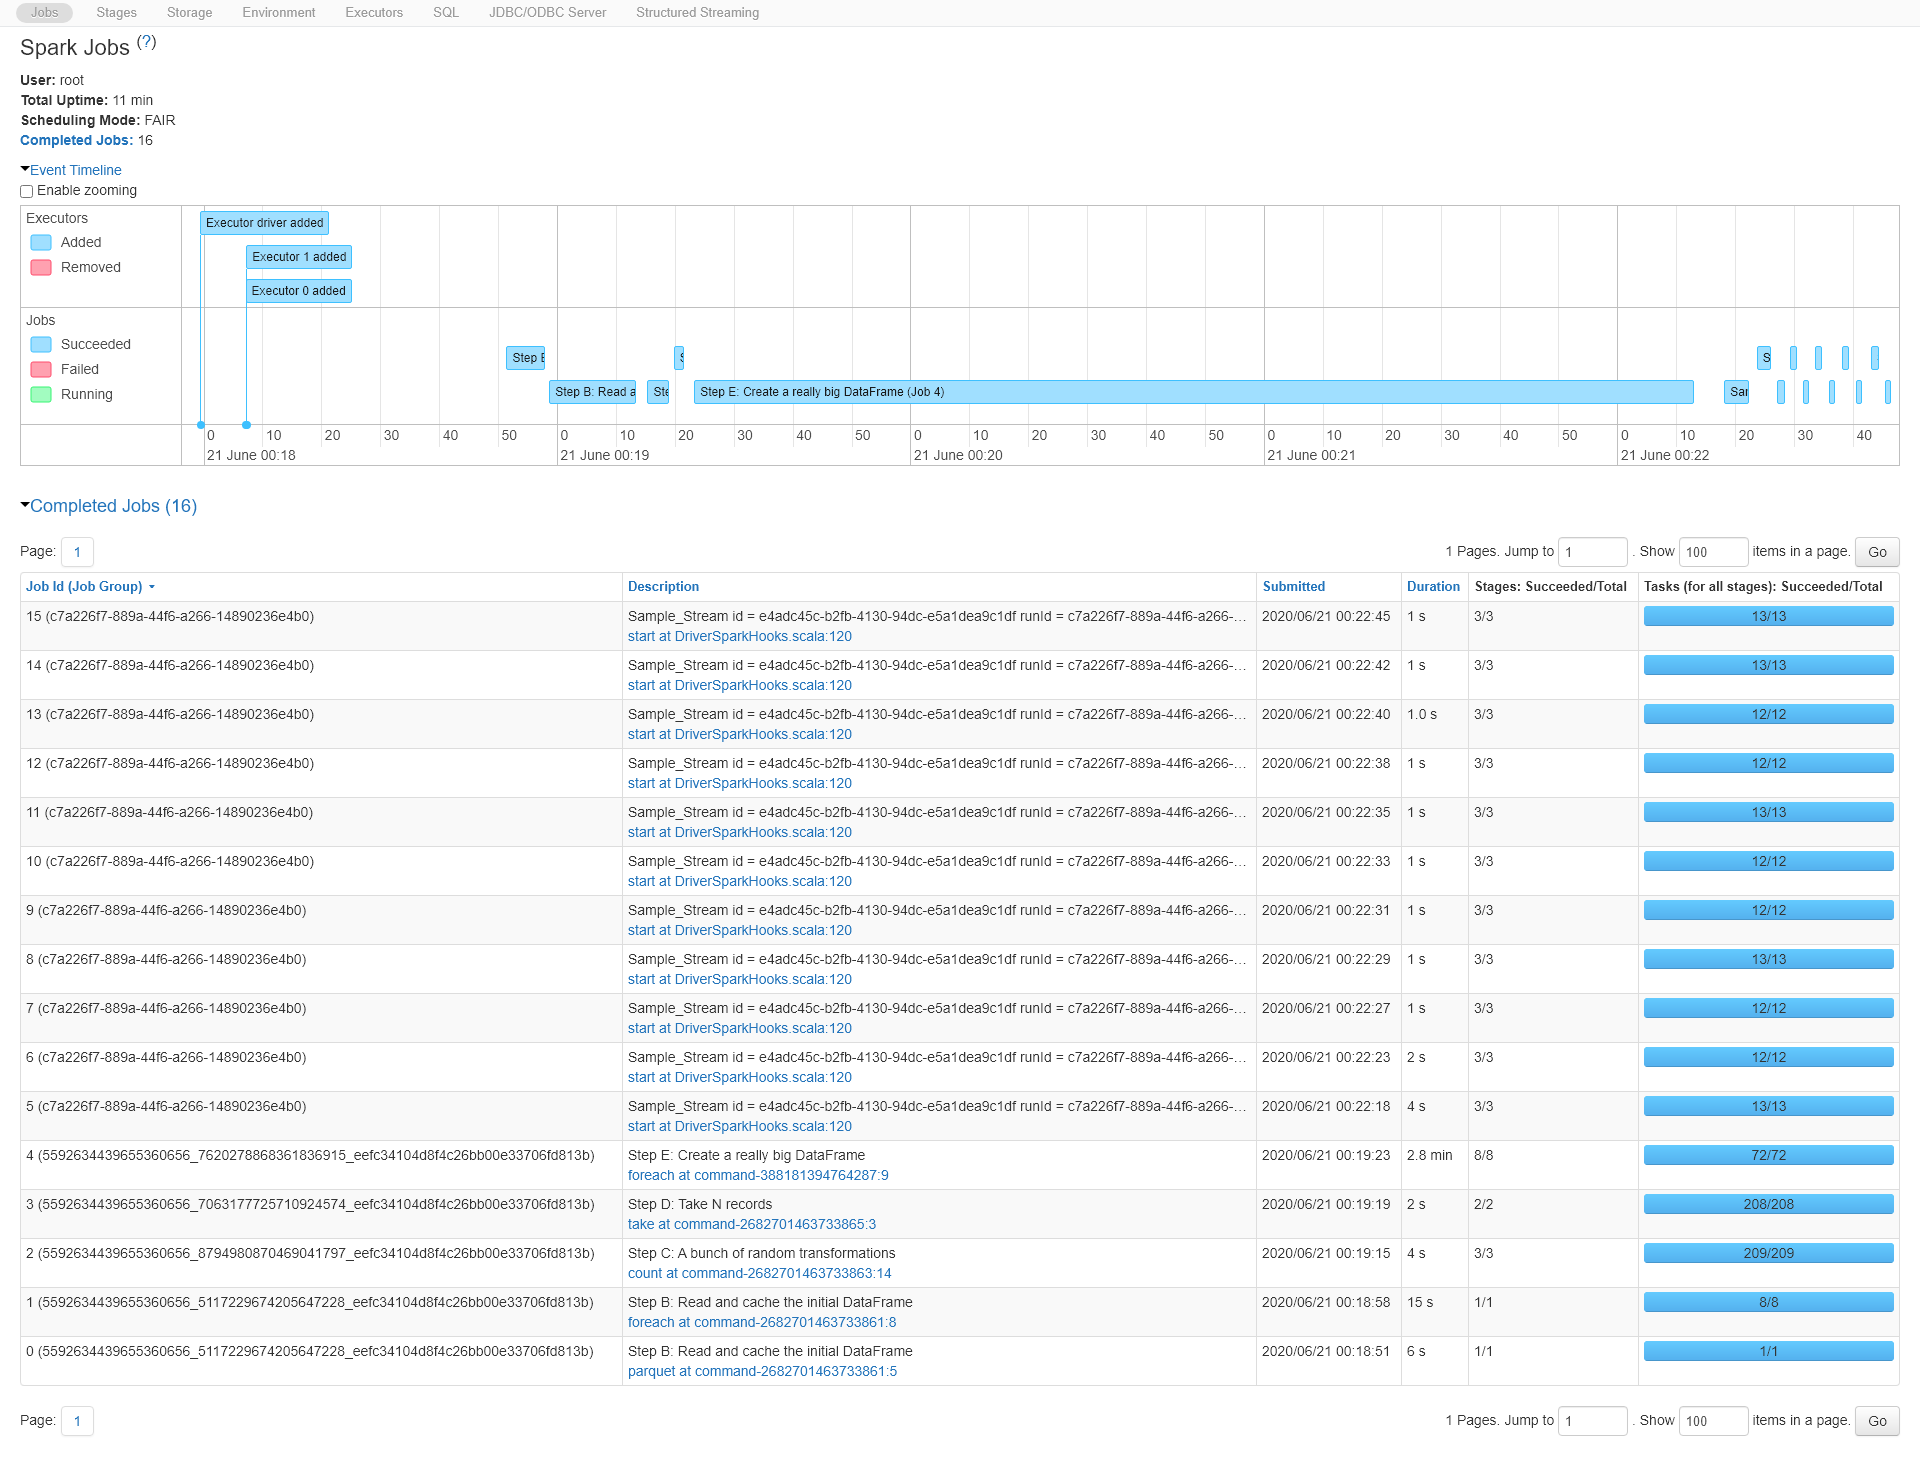 Jobs Stages Storage Environment Executors SQL JDBC/ODBC Server Structured Streaming
Spark Jobs (?)
User: root
Total Uptime: 11 min
Scheduling Mode: FAIR
Completed Jobs: 16
Event Timeline
Enable zooming
Executors
Added
Removed
Executor driver added
Executor 1 added
Executor 0 added
Jobs
Succeeded
Failed
Running
Step B: Read a
Step E: Create a really big DataFrame (Job 4)
0 10 20 30 40 50 0 10 20 30 40 50 0 10 20 30 40 50 0 10 20 30 40 50 0 10 20 30 40
21 June 00:18 21 June 00:19 21 June 00:20 21 June 00:21 21 June 00:22
Completed Jobs (16)
Page: 1 1 Pages. Jump to 1 . Show 100 items in a page. Go
Job Id (Job Group) Description Submitted Duration Stages: Succeeded/Total Tasks (for all stages): Succeeded/Total
15 (c7a226f7-889a-44f6-a266-14890236e4b0) Sample_Stream id = e4adc45c-b2fb-4130-94dc-e5a1dea9c1df runId = c7a226f7-889a-44f6-a266-... 2020/06/21 00:22:45 1 s 3/3 13/13
start at DriverSparkHooks.scala:120
14 (c7a226f7-889a-44f6-a266-14890236e4b0) Sample_Stream id = e4adc45c-b2fb-4130-94dc-e5a1dea9c1df runId = c7a226f7-889a-44f6-a266-... 2020/06/21 00:22:42 1 s 3/3 13/13
start at DriverSparkHooks.scala:120
13 (c7a226f7-889a-44f6-a266-14890236e4b0) Sample_Stream id = e4adc45c-b2fb-4130-94dc-e5a1dea9c1df runId = c7a226f7-889a-44f6-a266-... 2020/06/21 00:22:40 1.0 s 3/3 12/12
start at DriverSparkHooks.scala:120
12 (c7a226f7-889a-44f6-a266-14890236e4b0) Sample_Stream id = e4adc45c-b2fb-4130-94dc-e5a1dea9c1df runId = c7a226f7-889a-44f6-a266-... 2020/06/21 00:22:38 1 s 3/3 12/12
start at DriverSparkHooks.scala:120
11 (c7a226f7-889a-44f6-a266-14890236e4b0) Sample_Stream id = e4adc45c-b2fb-4130-94dc-e5a1dea9c1df runId = c7a226f7-889a-44f6-a266-... 2020/06/21 00:22:35 1 s 3/3 13/13
start at DriverSparkHooks.scala:120
10 (c7a226f7-889a-44f6-a266-14890236e4b0) Sample_Stream id = e4adc45c-b2fb-4130-94dc-e5a1dea9c1df runId = c7a226f7-889a-44f6-a266-... 2020/06/21 00:22:33 1 s 3/3 12/12
start at DriverSparkHooks.scala:120
9 (c7a226f7-889a-44f6-a266-14890236e4b0) Sample_Stream id = e4adc45c-b2fb-4130-94dc-e5a1dea9c1df runId = c7a226f7-889a-44f6-a266-... 2020/06/21 00:22:31 1 s 3/3 12/12
start at DriverSparkHooks.scala:120
8 (c7a226f7-889a-44f6-a266-14890236e4b0) Sample_Stream id = e4adc45c-b2fb-4130-94dc-e5a1dea9c1df runId = c7a226f7-889a-44f6-a266-... 2020/06/21 00:22:29 1 s 3/3 13/13
start at DriverSparkHooks.scala:120
7 (c7a226f7-889a-44f6-a266-14890236e4b0) Sample_Stream id = e4adc45c-b2fb-4130-94dc-e5a1dea9c1df runId = c7a226f7-889a-44f6-a266-... 2020/06/21 00:22:27 1 s 3/3 12/12
start at DriverSparkHooks.scala:120
6 (c7a226f7-889a-44f6-a266-14890236e4b0) Sample_Stream id = e4adc45c-b2fb-4130-94dc-e5a1dea9c1df runId = c7a226f7-889a-44f6-a266-... 2020/06/21 00:22:23 2 s 3/3 12/12
start at DriverSparkHooks.scala:120
5 (c7a226f7-889a-44f6-a266-14890236e4b0) Sample_Stream id = e4adc45c-b2fb-4130-94dc-e5a1dea9c1df runId = c7a226f7-889a-44f6-a266-... 2020/06/21 00:22:18 4 s 3/3 13/13
start at DriverSparkHooks.scala:120
4 (5592634439655360656_7620278868361836915_eefc34104d8f4c26bb00e33706fd813b) Step E: Create a really big DataFrame 2020/06/21 00:19:23 2.8 min 8/8 72/72
foreach at command-388181394764287:9
3 (5592634439655360656_7063177725710924574_eefc34104d8f4c26bb00e33706fd813b) Step D: Take N records 2020/06/21 00:19:19 2 s 2/2 208/208
take at command-2682701463733865:3
2 (5592634439655360656_8794980870469041797_eefc34104d8f4c26bb00e33706fd813b) Step C: A bunch of random transformations 2020/06/21 00:19:15 4 s 3/3 209/209
count at command-2682701463733863:14
1 (5592634439655360656_5117229674205647228_eefc34104d8f4c26bb00e33706fd813b) Step B: Read and cache the initial DataFrame 2020/06/21 00:18:58 15 s 1/1 8/8
foreach at command-2682701463733861:8
0 (5592634439655360656_5117229674205647228_eefc34104d8f4c26bb00e33706fd813b) Step B: Read and cache the initial DataFrame 2020/06/21 00:18:51 6 s 1/1 1/1
parquet at command-2682701463733861:5
Page: 1 1 Pages. Jump to 1 . Show 100 items in a page. Go